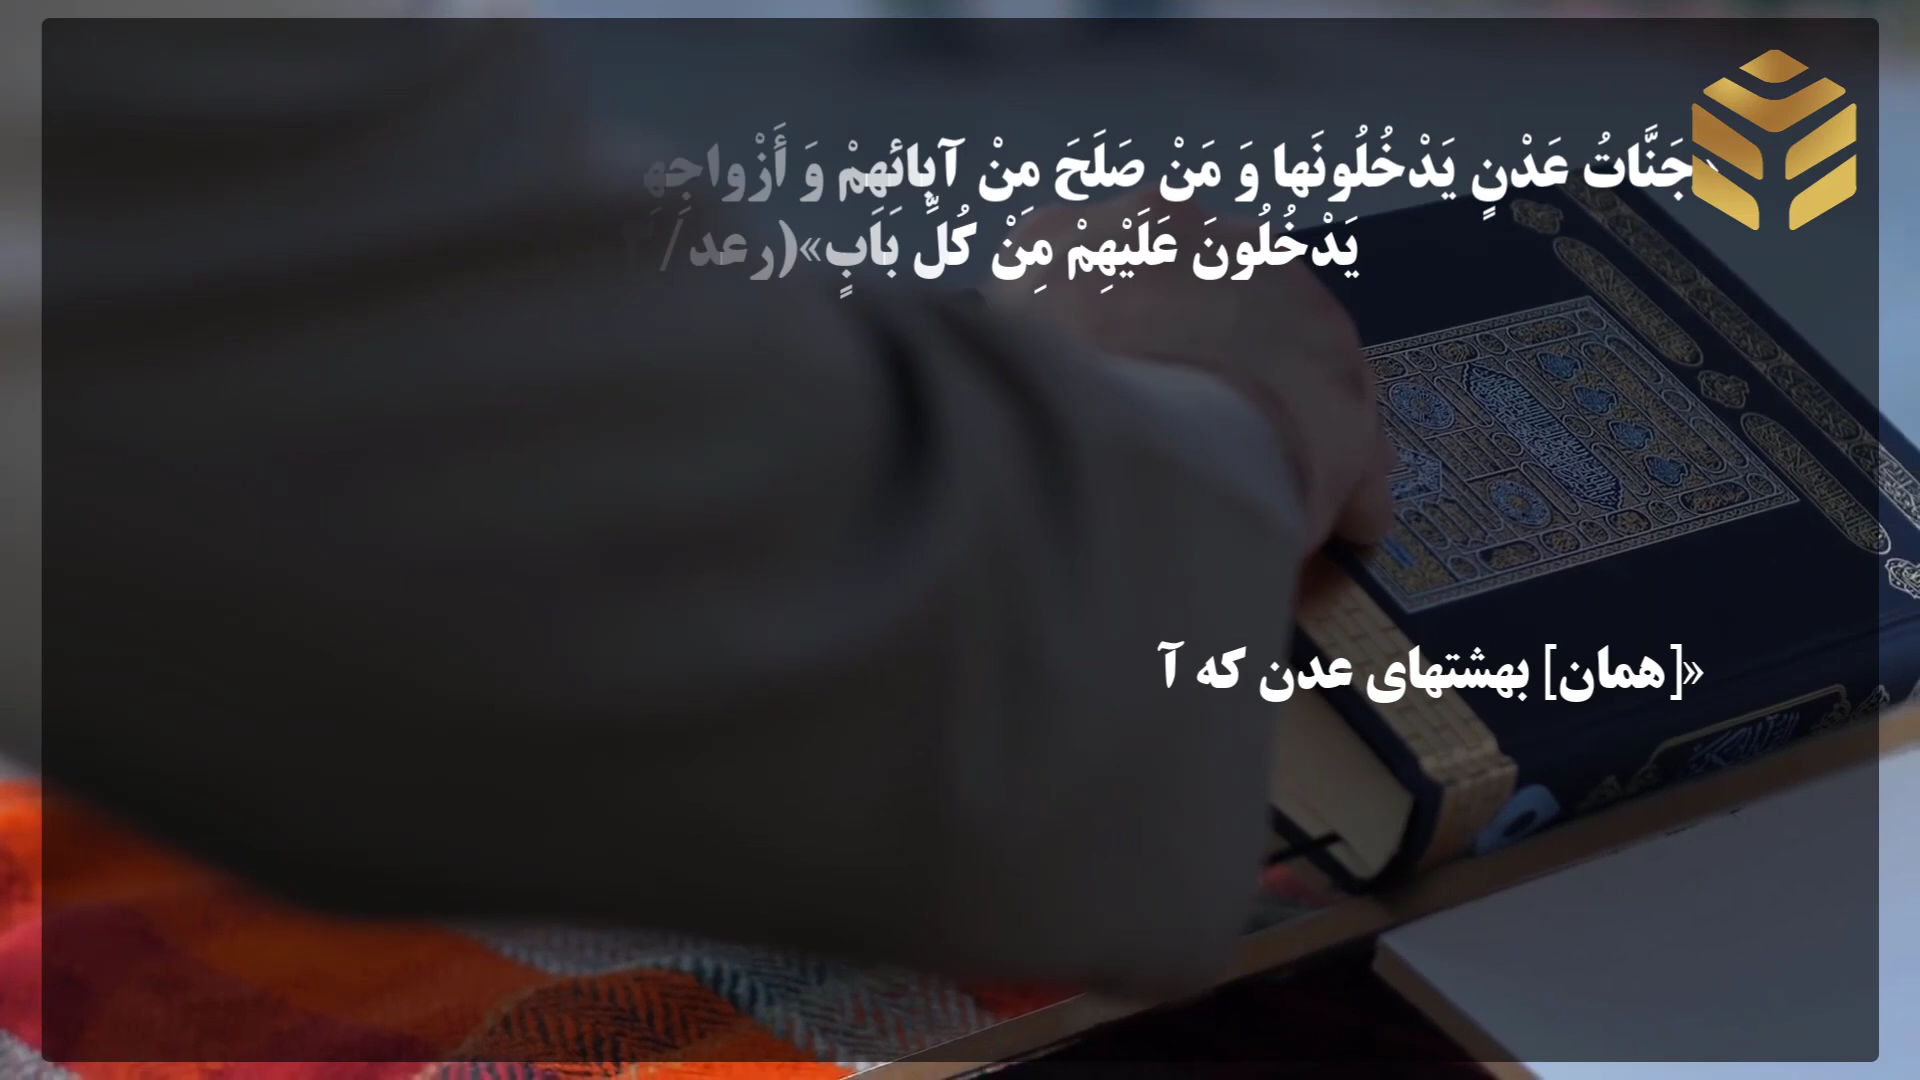 «جَنَّاتُ عَدْنٍ يَدْخُلُونَها وَ مَنْ صَلَحَ مِنْ آبائِهِمْ وَ أَزْواجِهِ
يَدْخُلُونَ عَلَيْهِمْ مِنْ كُلِّ بَابٍ»(رعد/
«[همان] بهشتهای عدن که آ